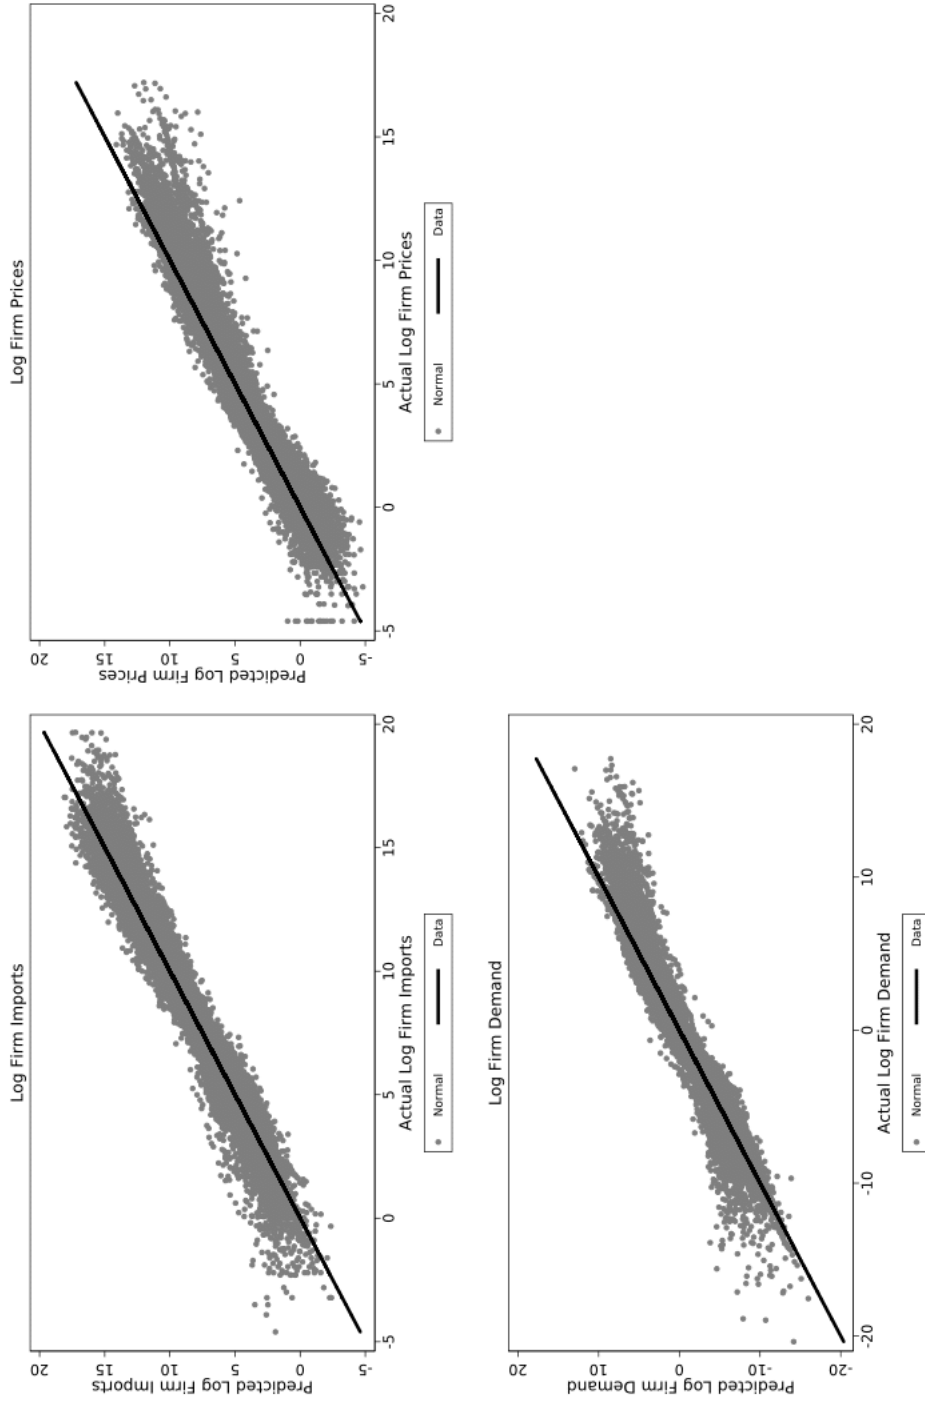 Log Firm Imports
20
15
10
5
0
-5
Predicted Log Firm Imports
-5 0 5 10 15 20
Actual Log Firm Imports
Normal Data
Log Firm Prices
20
15
10
5
0
-5
Predicted Log Firm Prices
-5 0 5 10 15 20
Actual Log Firm Prices
Normal Data
Log Firm Demand
20
10
0
-10
-20
Predicted Log Firm Demand
-20 -10 0 10 20
Actual Log Firm Demand
Normal Data